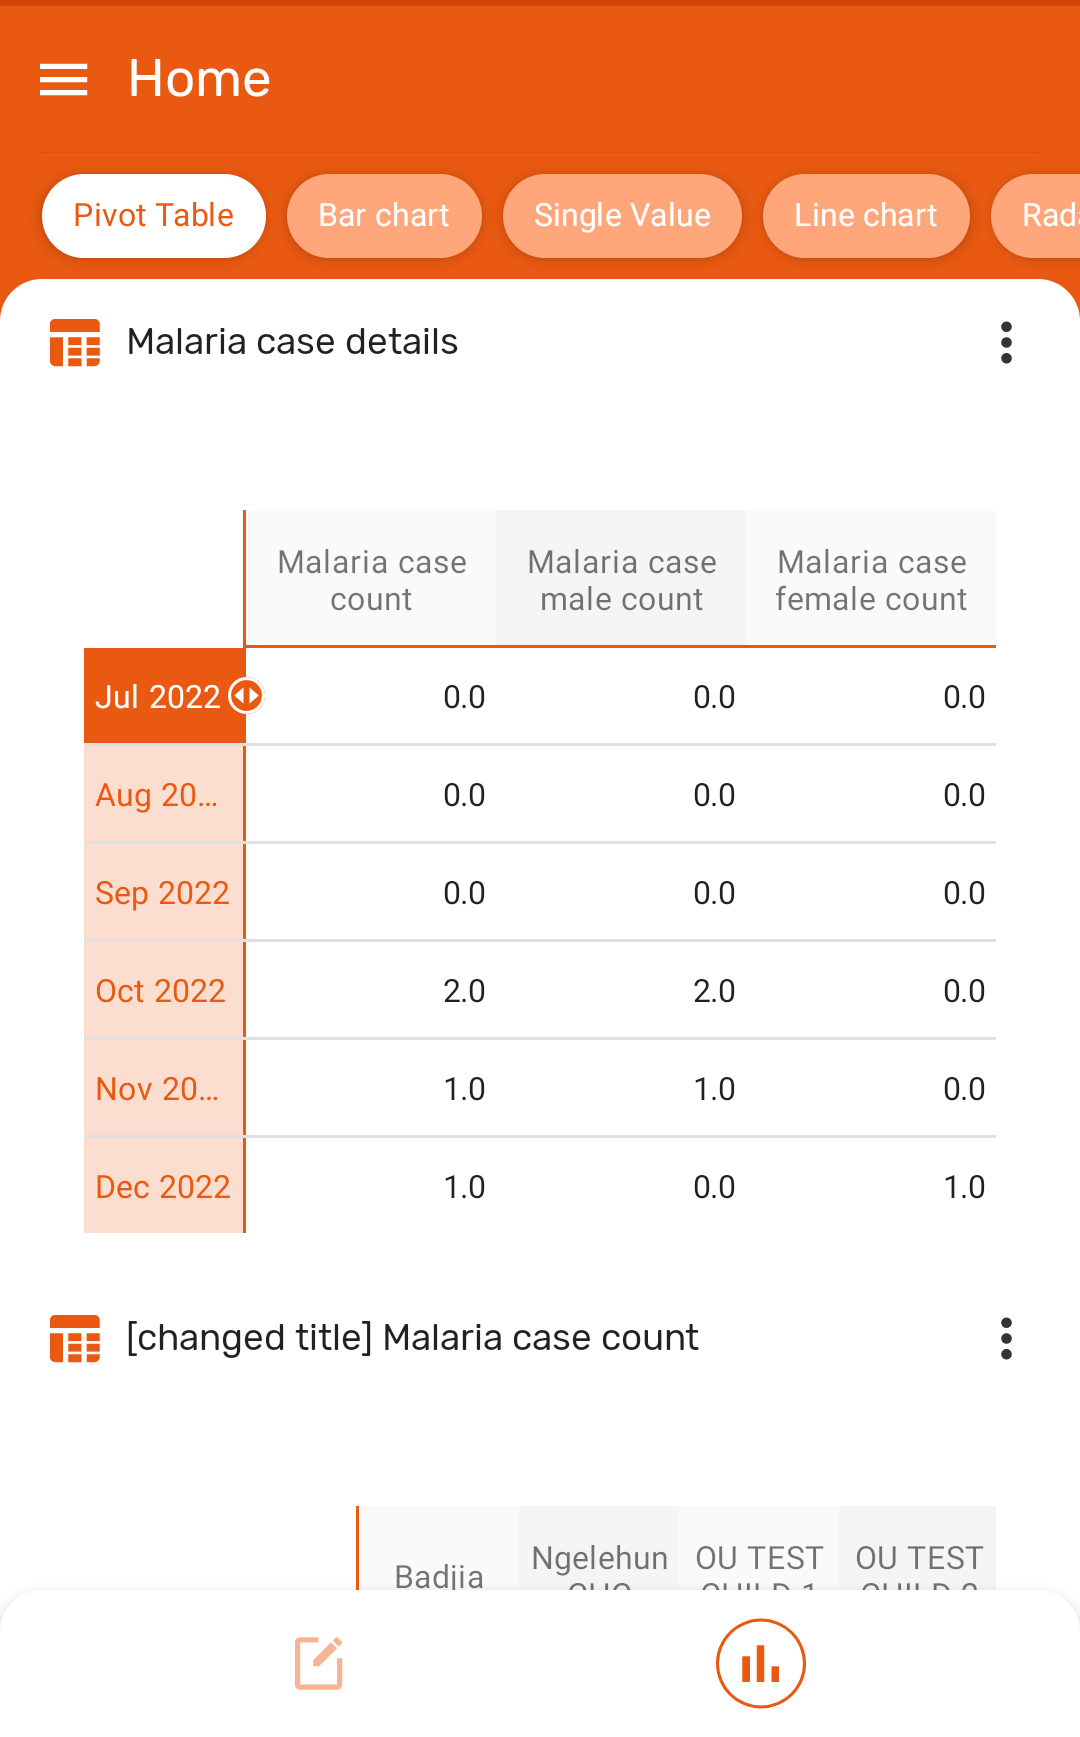 Home
Pivot Table Bar chart Single Value Line chart Rada
Malaria case details
Malaria case count Malaria case male count Malaria case female count
Jul 2022 0.0 0.0 0.0
Aug 20... 0.0 0.0 0.0
Sep 2022 0.0 0.0 0.0
Oct 2022 2.0 2.0 0.0
Nov 20... 1.0 1.0 0.0
Dec 2022 1.0 0.0 1.0
[changed title] Malaria case count
Badjia Ngelehun OU TEST OU TEST